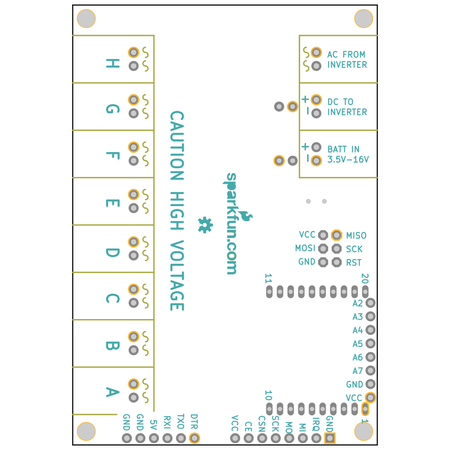 H
G
F
E
D
C
B
A
AC FROM
INVERTER
DC TO
INVERTER
+
-
BATT IN
3.5V-16V
+
-
CAUTION HIGH VOLTAGE
sparkfun.com
VCC
MOSI
GND
MISO
SCK
RST
11
20
A2
A3
A4
A5
A6
A7
GND
VCC
10
1
GND
GND
5V
RXI
TXO
DTR
VCC
CE
CSN
SCK
MO
MI
IRQ
GND